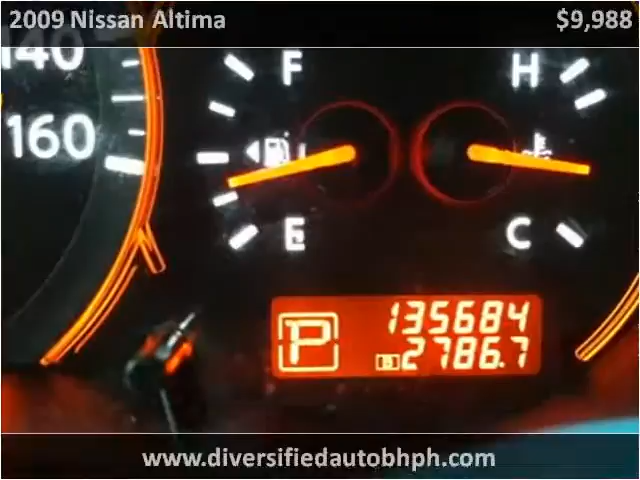 2009 Nissan Altima $9,988
140 F H
160
E C
P 135684
B 2786.7
www.diversifiedautobhph.com